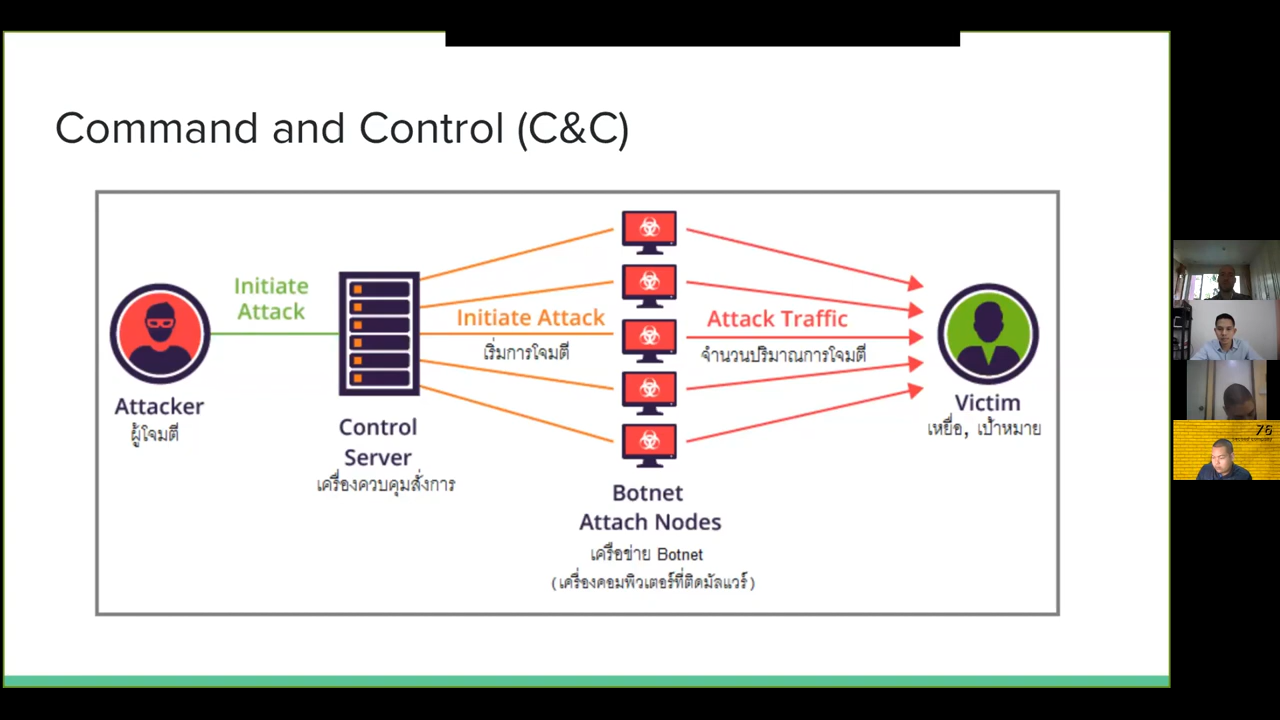 Command and Control (C&C)
Initiate
Attack
Initiate Attack
เริ่มการโจมตี
Attack Traffic
จำนวนปริมาณการโจมตี
Attacker
ผู้โจมตี
Control
Server
เครื่องควบคุมสั่งการ
Botnet
Attach Nodes
เครือข่าย Botnet
(เครื่องคอมพิวเตอร์ที่ติดมัลแวร์)
Victim
เหยื่อ, เป้าหมาย
76